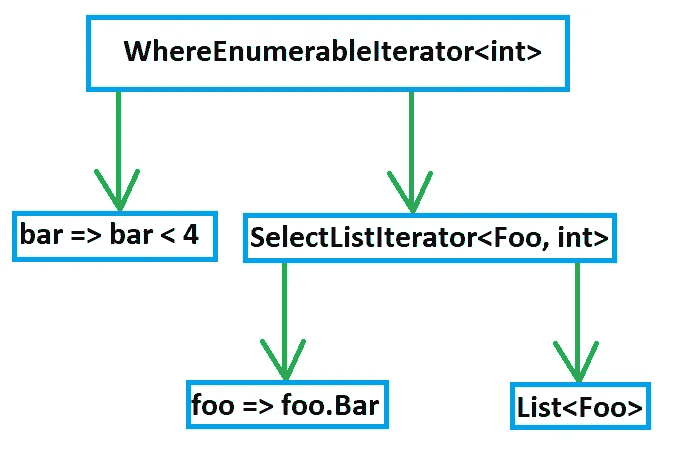 WhereEnumerableIterator<int>
bar => bar < 4
SelectListIterator<Foo, int>
foo => foo.Bar
List<Foo>